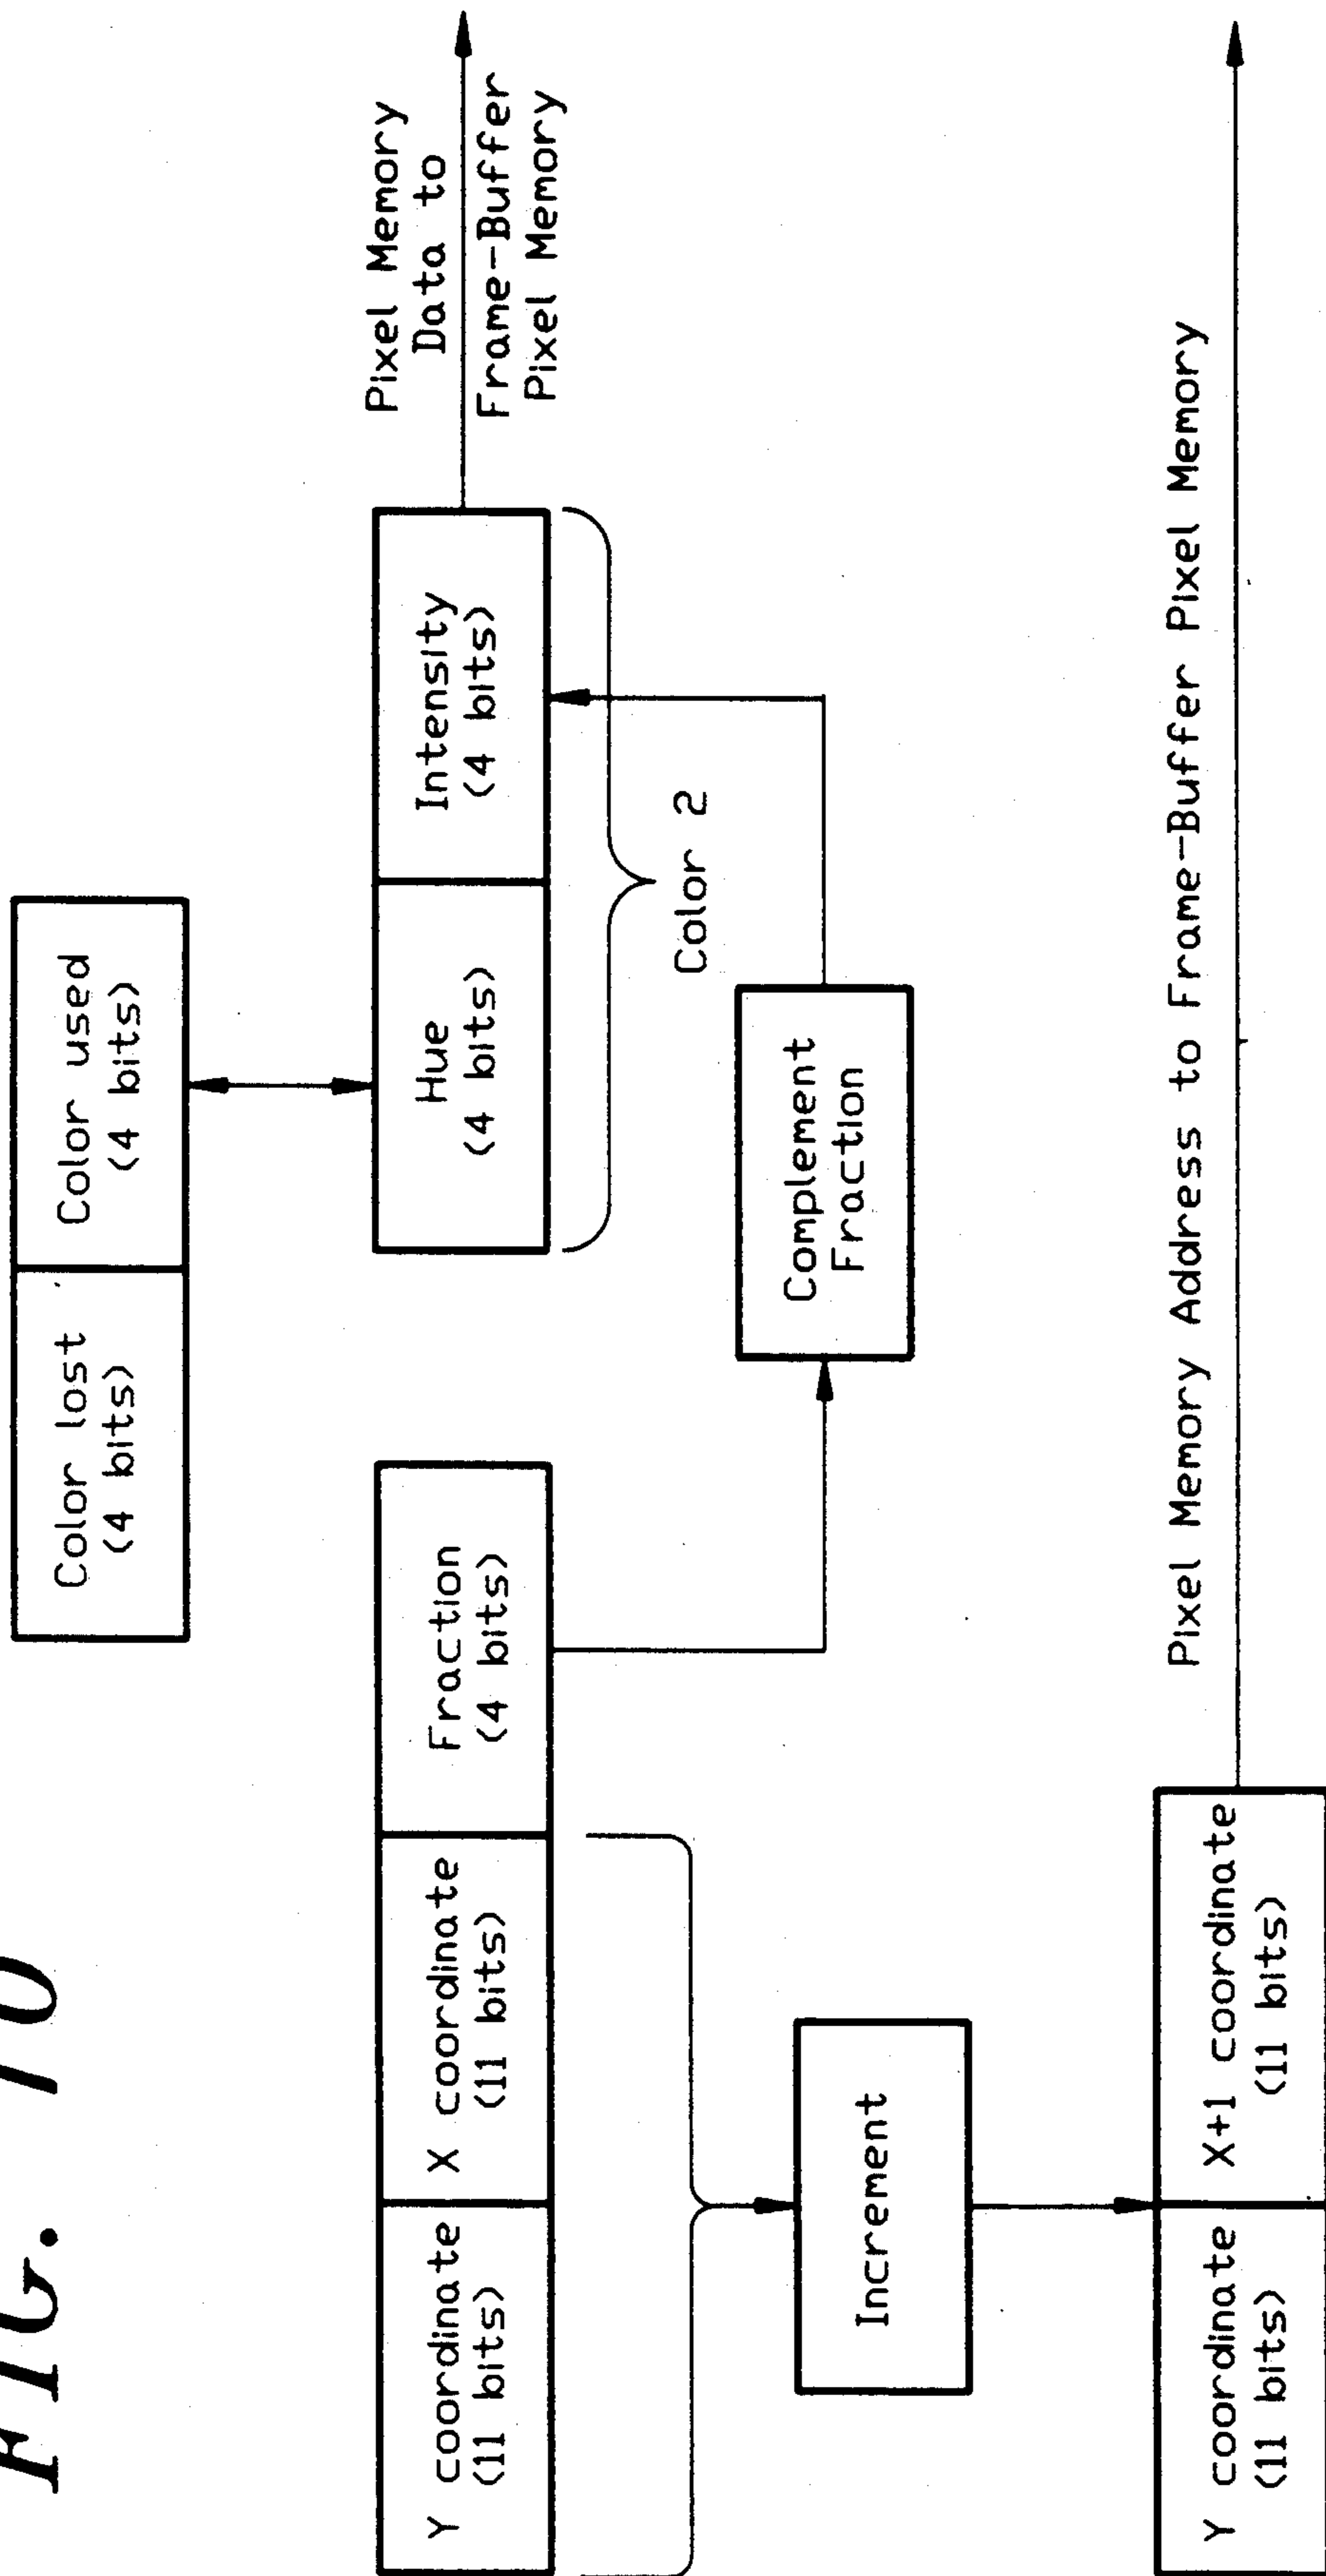 FIG. 10
Color lost
(4 bits)
Color used
(4 bits)
Y coordinate
(11 bits)
X coordinate
(11 bits)
Fraction
(4 bits)
Hue
(4 bits)
Intensity
(4 bits)
Pixel Memory
Data to
Frame-Buffer
Pixel Memory
Color 2
Complement
Fraction
Increment
Y coordinate
(11 bits)
X+1 coordinate
(11 bits)
Pixel Memory Address to Frame-Buffer Pixel Memory